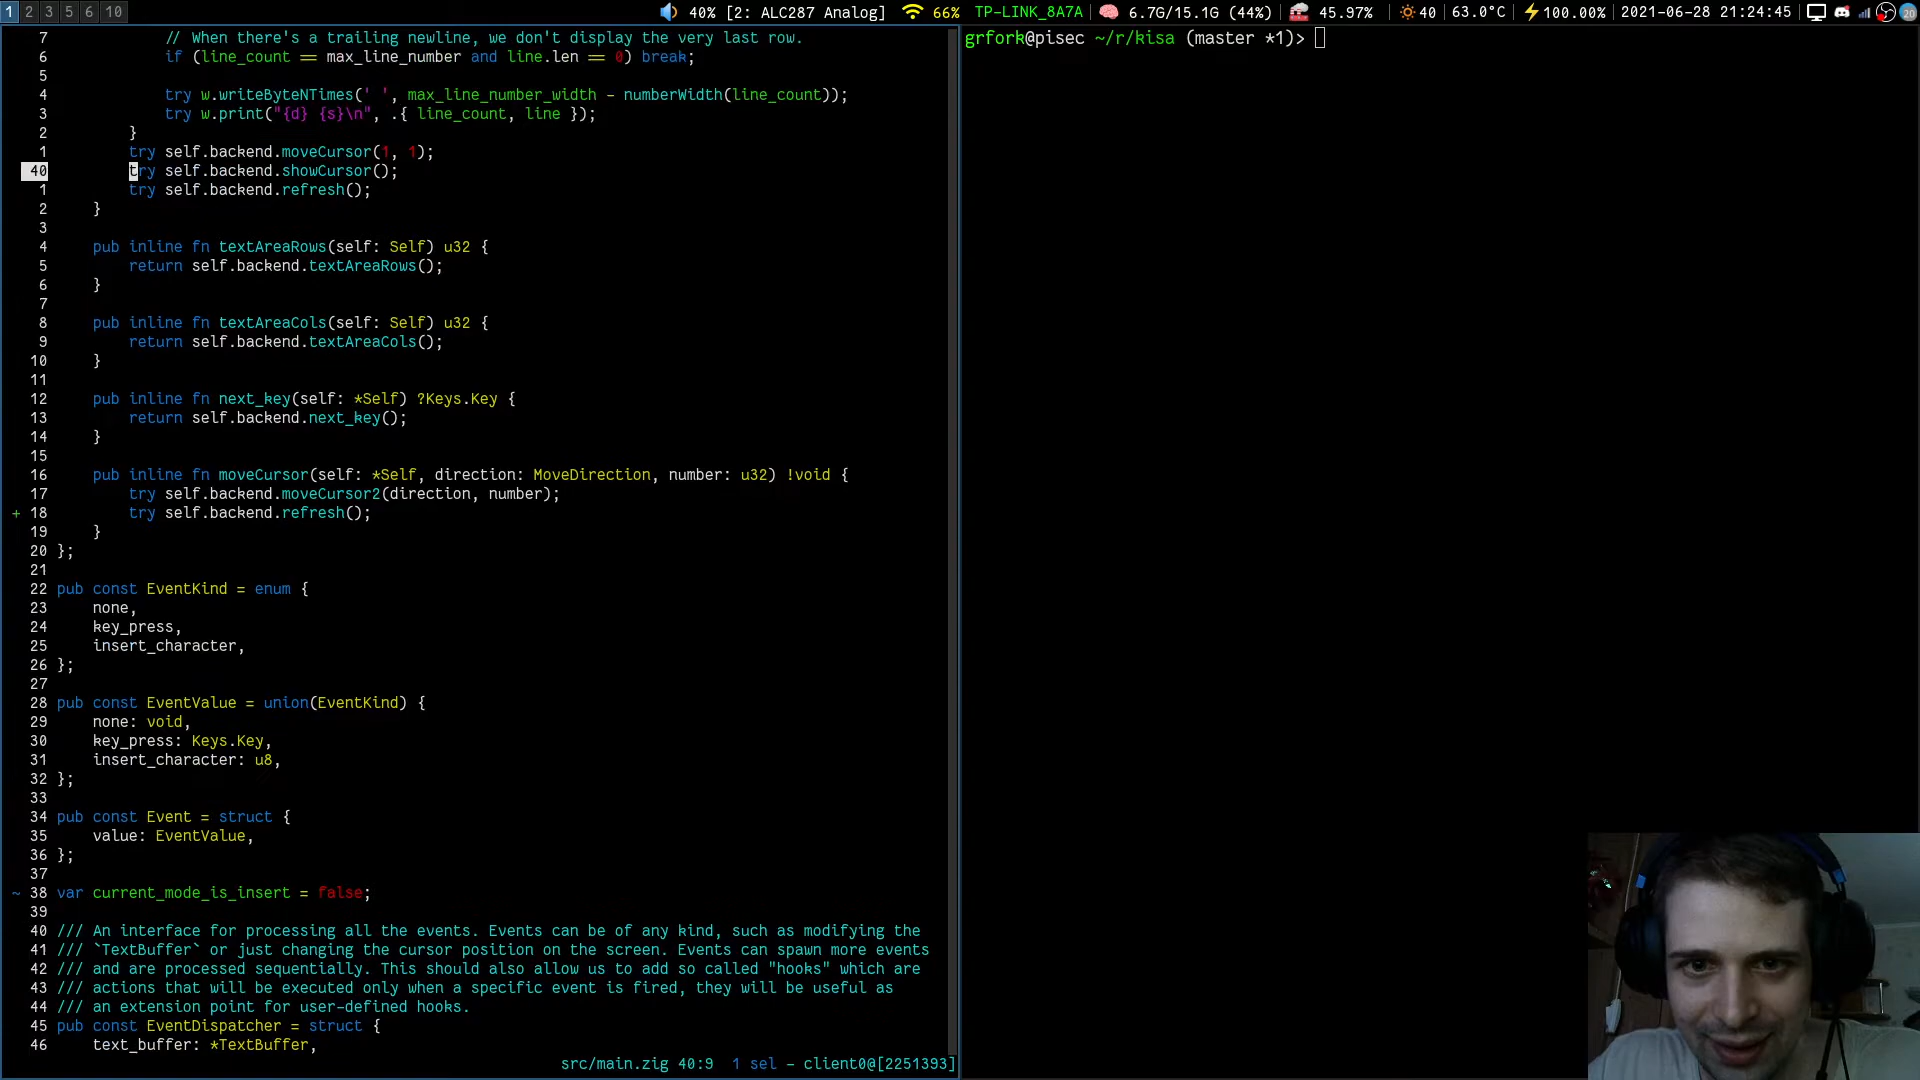 1 2 3 5 6 10 40% [2: ALC287 Analog] 66% TP-LINK_8A7A 6.7G/15.1G (44%) 45.97% 40 63.0°C 100.00% 2021-06-28 21:24:45 20
7             // When there's a trailing newline, we don't display the very last row.
6             if (line_count == max_line_number and line.len == 0) break;
5
4             try w.writeByteNTimes(' ', max_line_number_width - numberWidth(line_count));
3             try w.print("{d} {s}\n", .{ line_count, line });
2         }
1         try self.backend.moveCursor(1, 1);
40         try self.backend.showCursor();
1         try self.backend.refresh();
2     }
3
4     pub inline fn textAreaRows(self: Self) u32 {
5         return self.backend.textAreaRows();
6     }
7
8     pub inline fn textAreaCols(self: Self) u32 {
9         return self.backend.textAreaCols();
10     }
11
12     pub inline fn next_key(self: *Self) ?Keys.Key {
13         return self.backend.next_key();
14     }
15
16     pub inline fn moveCursor(self: *Self, direction: MoveDirection, number: u32) !void {
17         try self.backend.moveCursor2(direction, number);
+ 18         try self.backend.refresh();
19     }
20 };
21
22 pub const EventKind = enum {
23     none,
24     key_press,
25     insert_character,
26 };
27
28 pub const EventValue = union(EventKind) {
29     none: void,
30     key_press: Keys.Key,
31     insert_character: u8,
32 };
33
34 pub const Event = struct {
35     value: EventValue,
36 };
37
~ 38 var current_mode_is_insert = false;
39
40 /// An interface for processing all the events. Events can be of any kind, such as modifying the
41 /// `TextBuffer` or just changing the cursor position on the screen. Events can spawn more events
42 /// and are processed sequentially. This should also allow us to add so called "hooks" which are
43 /// actions that will be executed only when a specific event is fired, they will be useful as
44 /// an extension point for user-defined hooks.
45 pub const EventDispatcher = struct {
46     text_buffer: *TextBuffer,
src/main.zig 40:9  1 sel - client0@[2251393]
grfork@pisec ~/r/kisa (master *1)>